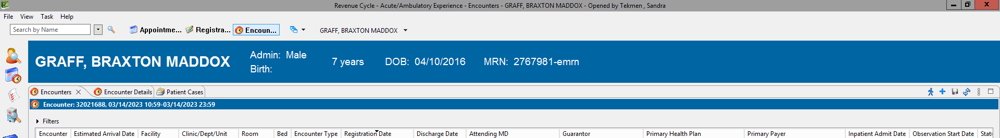 Revenue Cycle - Acute/Ambulatory Experience - Encounters - GRAFF, BRAXTON MADDOX - Opened by Tekmen , Sandra
File View Task Help
Search by Name Appointme... Registra... Encoun... GRAFF, BRAXTON MADDOX
GRAFF, BRAXTON MADDOX Admin: Male Birth: 7 years DOB: 04/10/2016 MRN: 2767981-emrn
Encounters Encounter Details Patient Cases
Encounter: 32021688, 03/14/2023 10:59-03/14/2023 23:59
Filters
Encounter Estimated Arrival Date Facility Clinic/Dept/Unit Room Bed Encounter Type Registration Date Discharge Date Attending MD Guarantor Primary Health Plan Primary Payer Inpatient Admit Date Observation Start Date